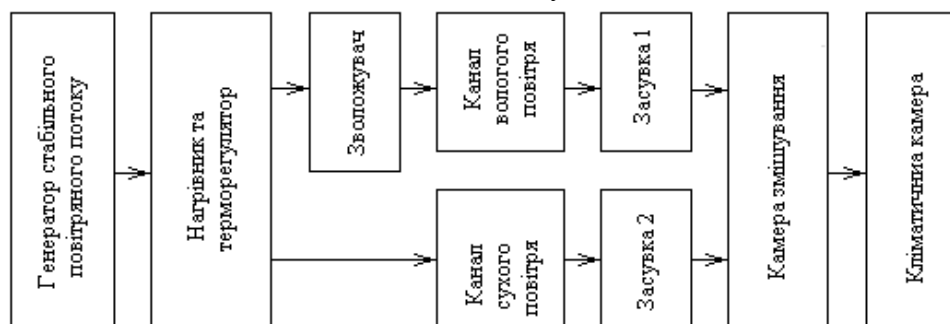 Генератор стабільного
повітряного потоку
Нагрівник та
терморегулятор
Зволожувач
Канал
вологого
повітря
Засувка 1
Канал
сухого
повітря
Засувка 2
Камера змішування
Кліматична камера